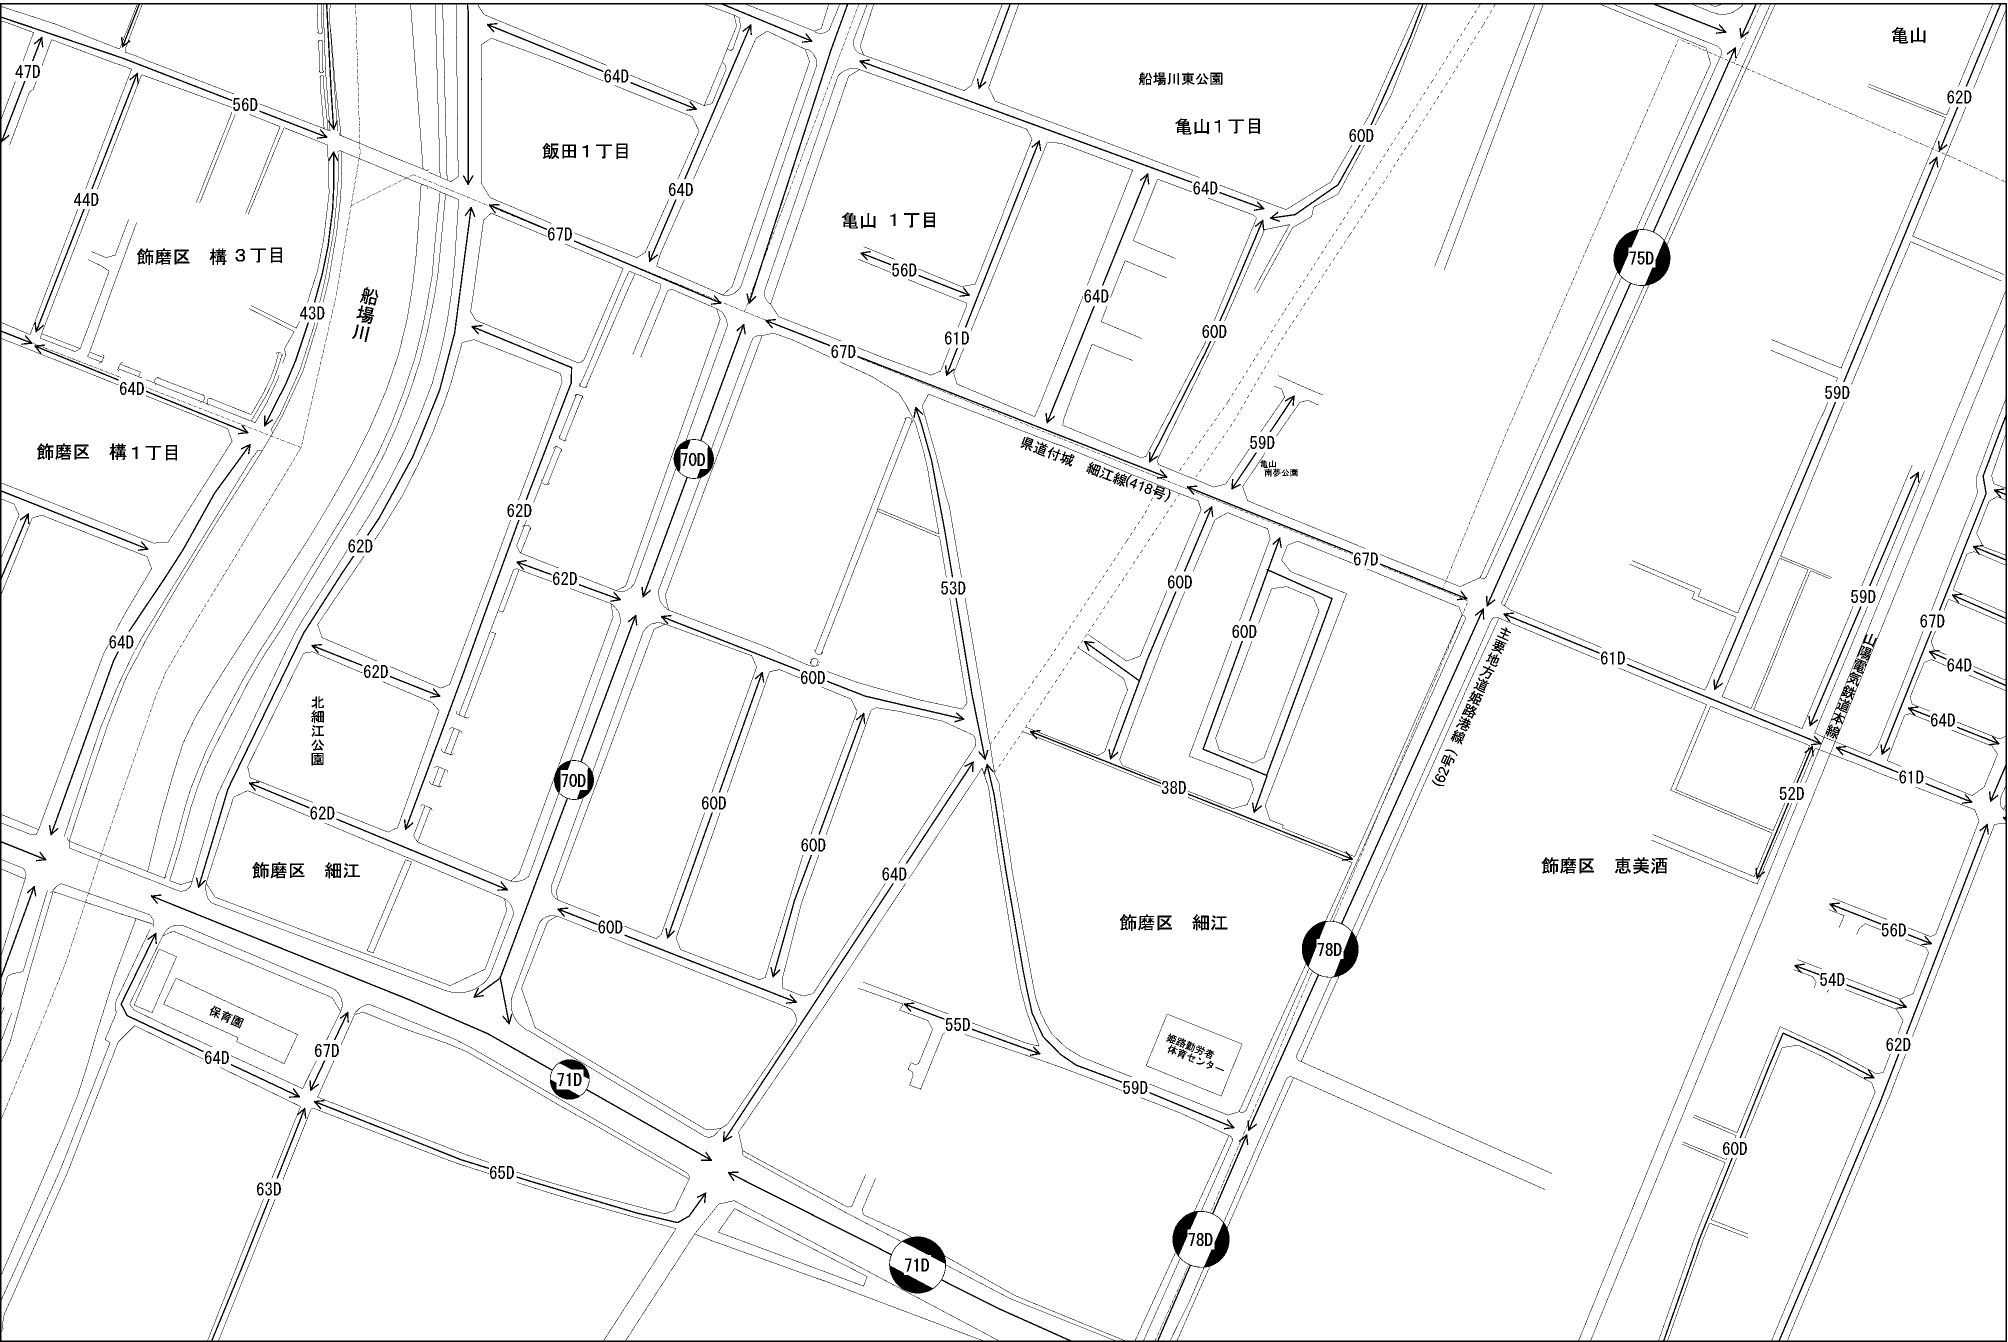 亀山
47D
64D
船場川東公園
62D
56D
亀山１丁目
60D
飯田１丁目
64D
64D
44D
亀山 １丁目
67D
飾磨区 構３丁目
75D
56D
船場川
43D
64D
60D
61D
67D
64D
59D
飾磨区 構１丁目
70D
59D
県道付城 細江線(418号)
亀山
南夢公園
62D
62D
67D
62D
60D
53D
59D
64D
60D
67D
主要地方道姫路港線
(62号)
山陽電気鉄道本線
61D
64D
62D
60D
北細江公園
64D
70D
61D
38D
52D
60D
62D
60D
飾磨区 細江
64D
飾磨区 恵美酒
飾磨区 細江
60D
56D
78D
54D
保育園
55D
姫路勤労者
体育センター
62D
67D
64D
71D
59D
60D
65D
63D
78D
71D